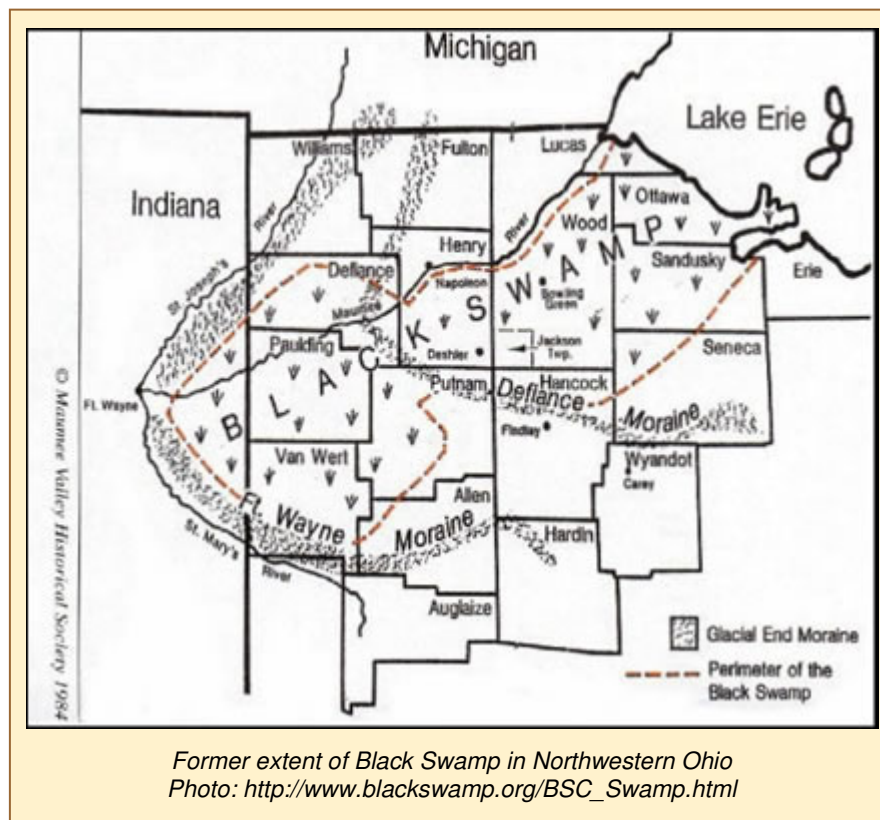 Michigan
Lake Erie
Indiana
Williams
Fulton
Lucas
Ottawa
Wood
Henry
River
River
St. Joseph's
Defiance
Napoleon
Maumee
Bowling
Green
Sandusky
Erie
BLACK SWAMP
Paulding
Deshler
Jackson
Twp.
Seneca
Ft. Wayne
Putnam
Hancock
Defiance
Moraine
Findlay
Van Wert
Wyandot
Carey
Allen
Ft. Wayne
Moraine
Hardin
St. Mary's
River
Auglaize
Glacial End Moraine
Perimeter of the
Black Swamp
© Maumee Valley Historical Society 1984
Former extent of Black Swamp in Northwestern Ohio
Photo: http://www.blackswamp.org/BSC_Swamp.html